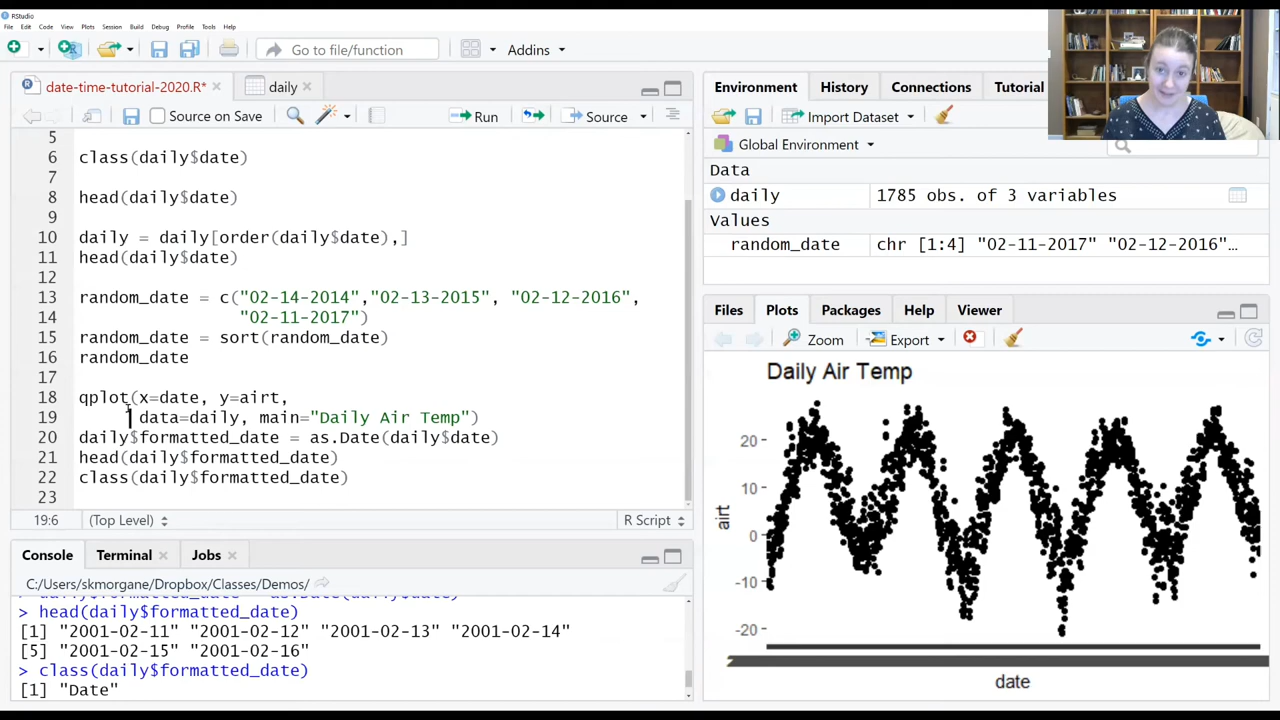 RStudio
File Edit Code View Plots Session Build Debug Profile Tools Help
Go to file/function Addins
date-time-tutorial-2020.R* daily
Source on Save Run Source
5
6 class(daily$date)
7
8 head(daily$date)
9
10 daily = daily[order(daily$date),]
11 head(daily$date)
12
13 random_date = c("02-14-2014","02-13-2015", "02-12-2016",
14 "02-11-2017")
15 random_date = sort(random_date)
16 random_date
17
18 qplot(x=date, y=airt,
19 data=daily, main="Daily Air Temp")
20 daily$formatted_date = as.Date(daily$date)
21 head(daily$formatted_date)
22 class(daily$formatted_date)
23
19:6 (Top Level) R Script
Console Terminal Jobs
C:/Users/skmorgane/Dropbox/Classes/Demos/
> daily$formatted_date = as.Date(daily$date)
> head(daily$formatted_date)
[1] "2001-02-11" "2001-02-12" "2001-02-13" "2001-02-14"
[5] "2001-02-15" "2001-02-16"
> class(daily$formatted_date)
[1] "Date"
Environment History Connections Tutorial
Import Dataset
Global Environment
Data
daily 1785 obs. of 3 variables
Values
random_date chr [1:4] "02-11-2017" "02-12-2016"…
Files Plots Packages Help Viewer
Zoom Export
Daily Air Temp
20
10
0
-10
-20
airt
date